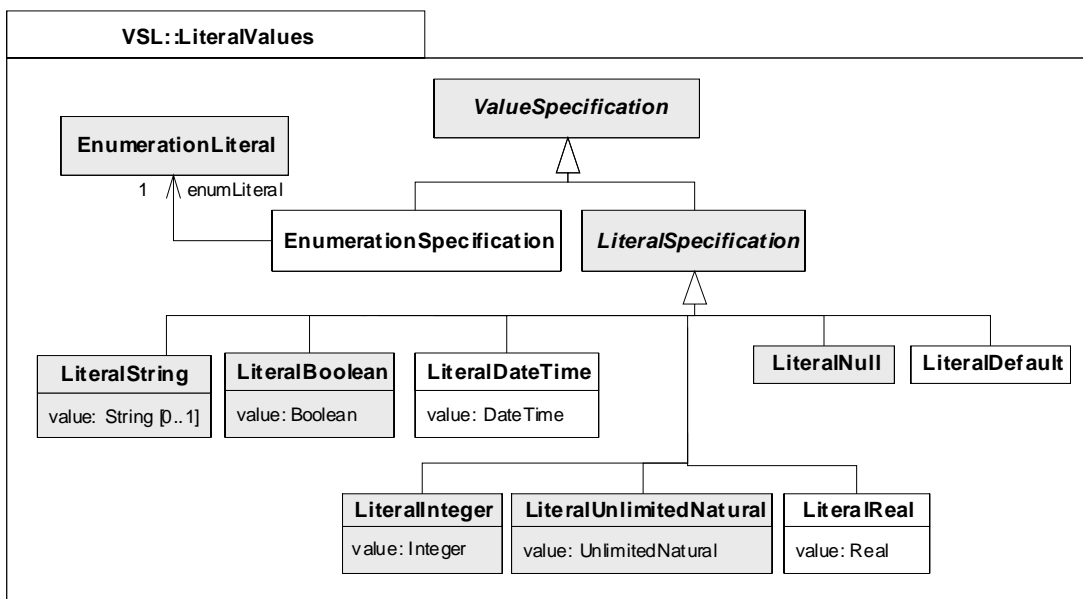 VSL::LiteralValues
ValueSpecification
EnumerationLiteral
1 enumLiteral
EnumerationSpecification
LiteralSpecification
LiteralString
value: String [0..1]
LiteralBoolean
value: Boolean
LiteralDateTime
value: DateTime
LiteralNull
LiteralDefault
LiteralInteger
value: Integer
LiteralUnlimitedNatural
value: UnlimitedNatural
LiteralReal
value: Real